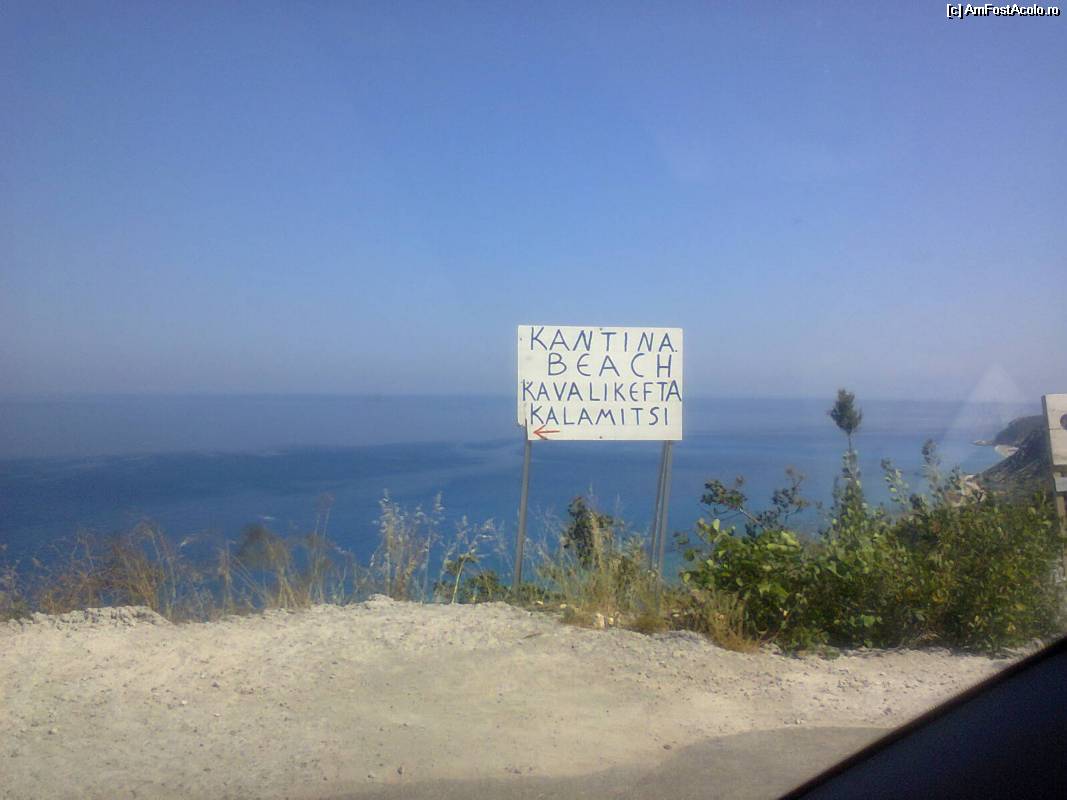 [c] AmFostAcolo.ro
KANTINA
BEACH
KAVALIKEFTA
KALAMITSI